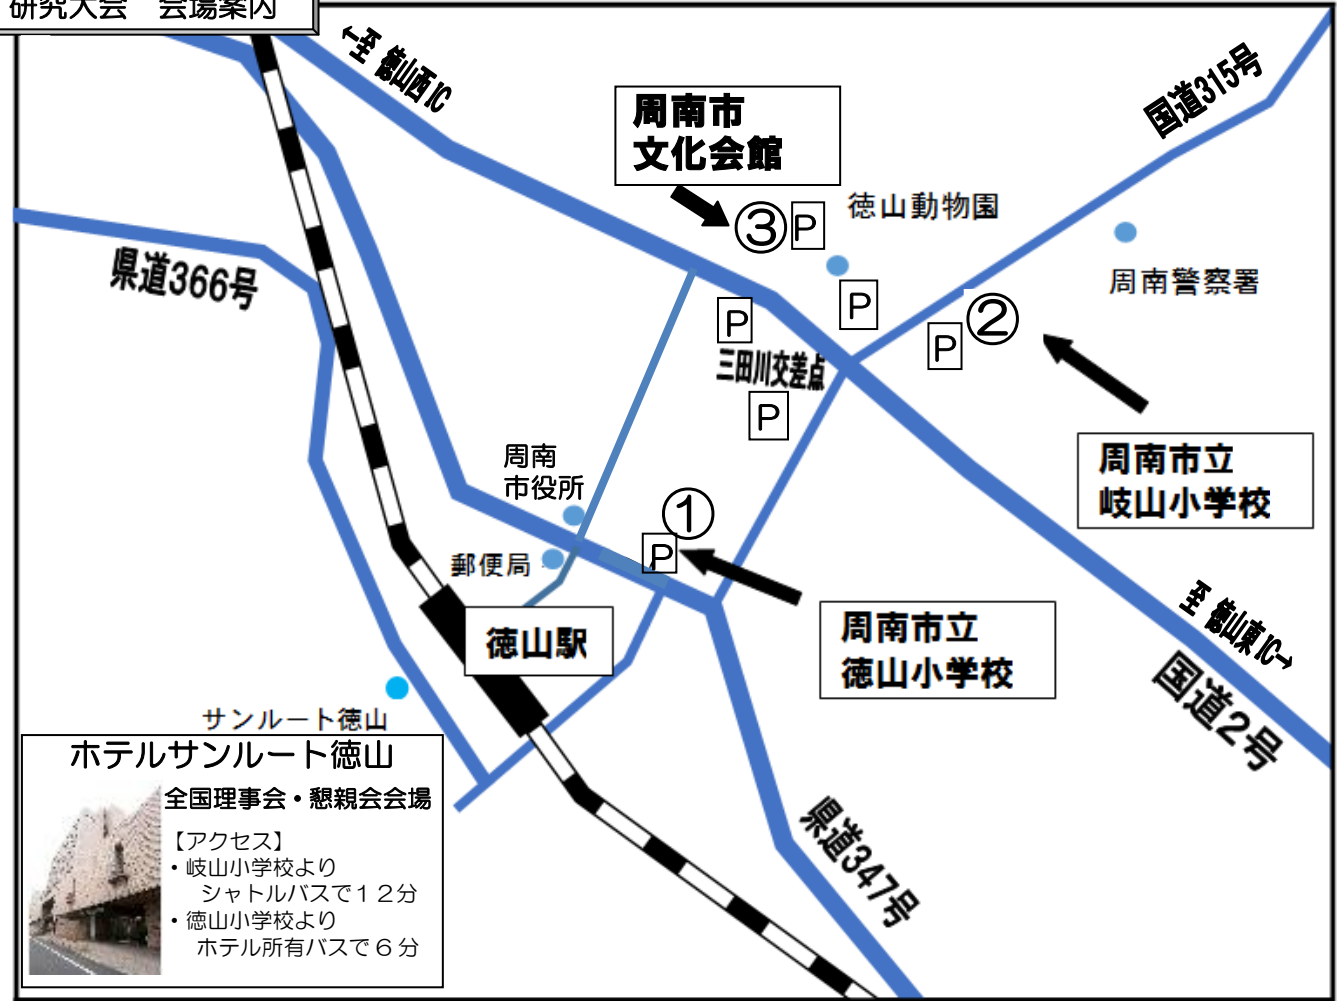 研究大会　会場案内
←至 徳山西IC
国道315号
周南市
文化会館
③
P
徳山動物園
周南警察署
県道366号
P
P
②
P
三田川交差点
P
周南市立
岐山小学校
周南
市役所
①
P
郵便局
徳山駅
周南市立
徳山小学校
至 徳山東IC→
国道2号
サンルート徳山
ホテルサンルート徳山
全国理事会・懇親会会場
【アクセス】
・岐山小学校より
シャトルバスで１２分
・徳山小学校より
ホテル所有バスで６分
県道347号